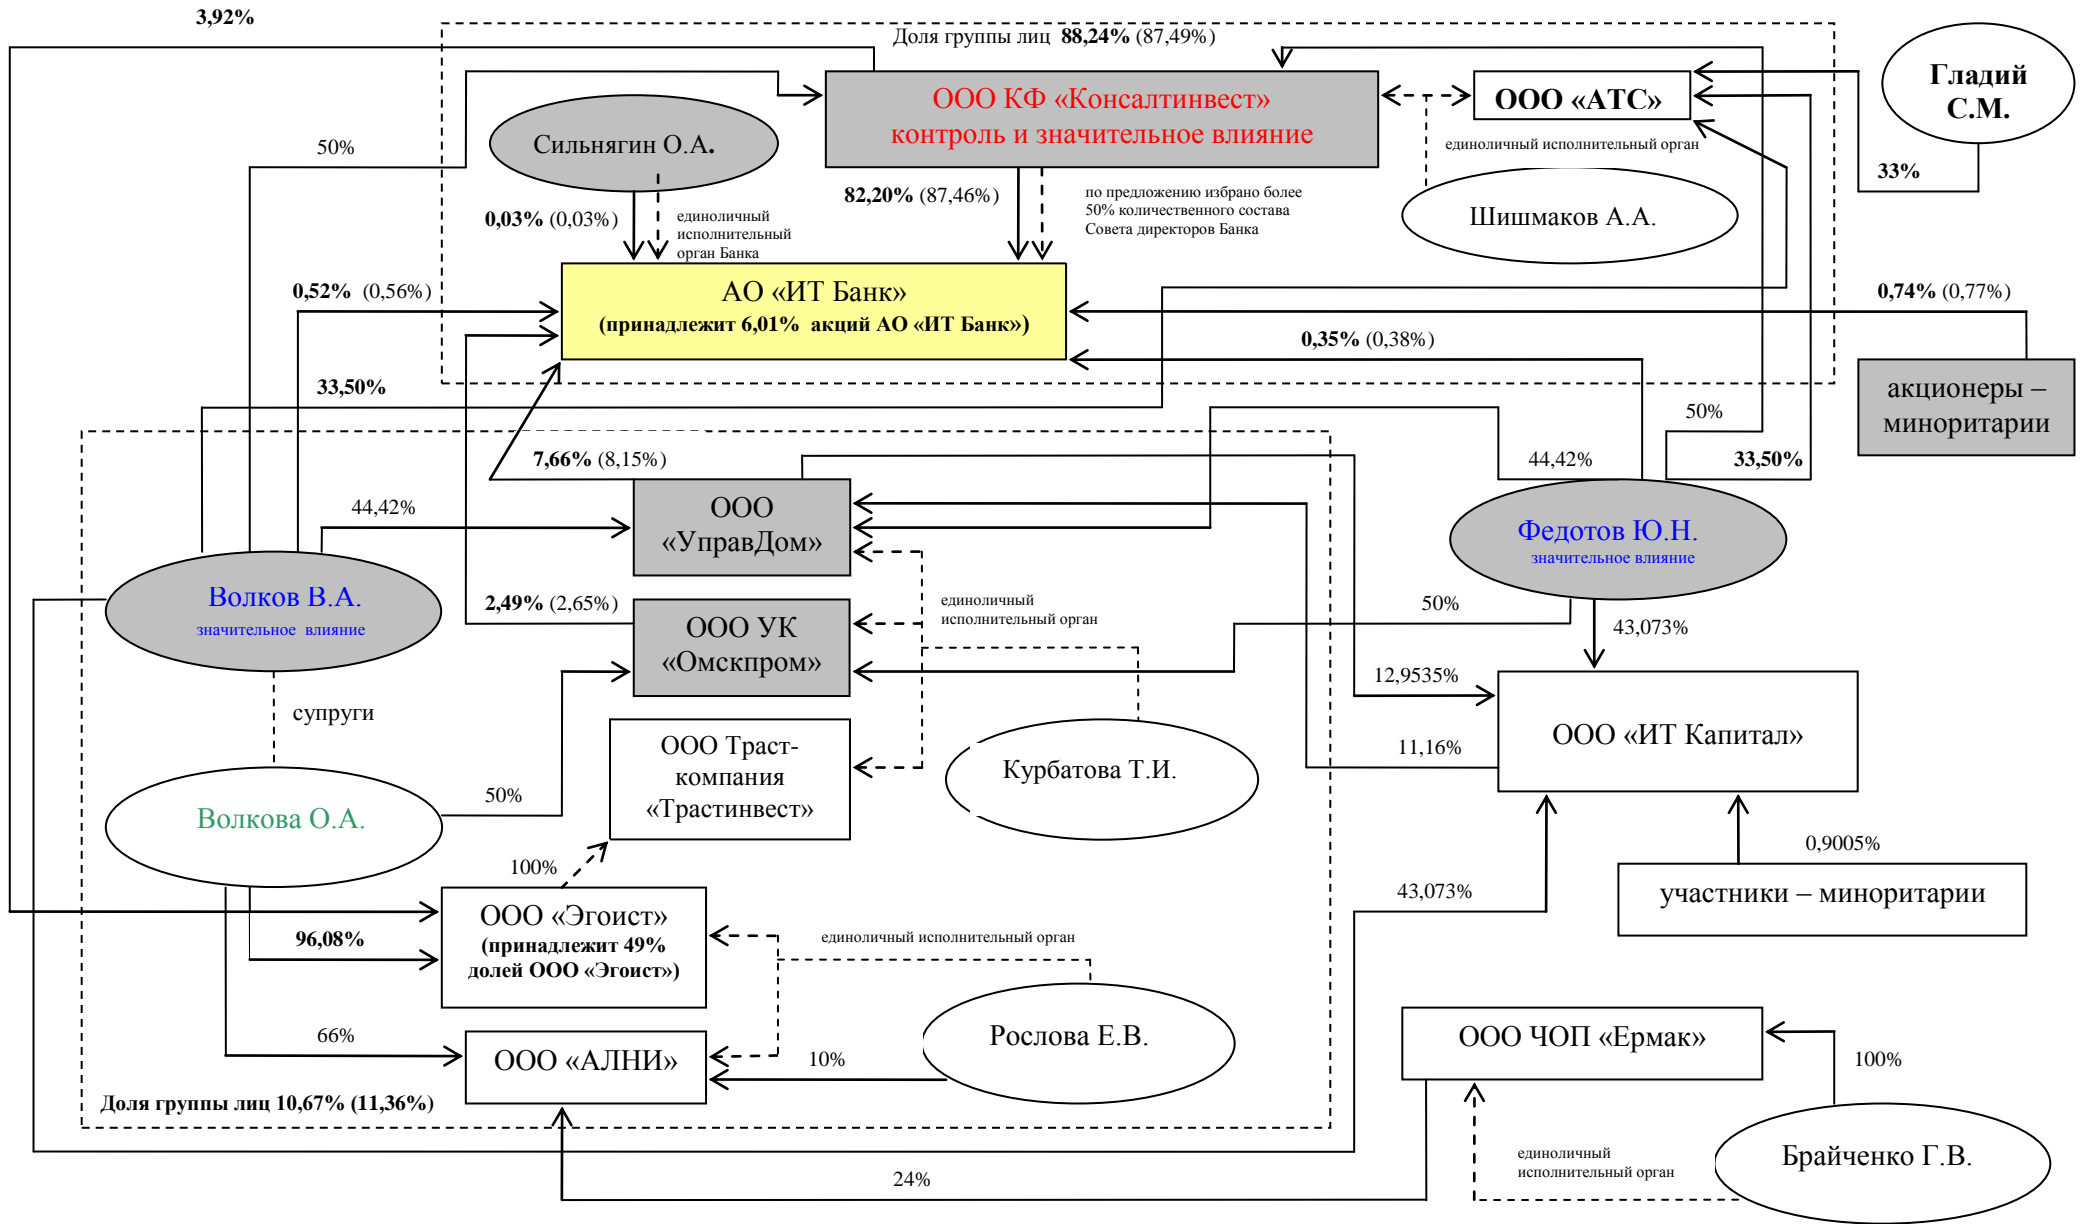 3,92%
Доля группы лиц 88,24% (87,49%)
Гладий
С.М.
ООО КФ «Консалтинвест»
контроль и значительное влияние
ООО «АТС»
Сильнягин О.А.
50%
единоличный исполнительный орган
33%
82,20% (87,46%)
по предложению избрано более
50% количественного состава
Совета директоров Банка
Шишмаков А.А.
0,03% (0,03%)
единоличный
исполнительный
орган Банка
0,52% (0,56%)
АО «ИТ Банк»
(принадлежит 6,01% акций АО «ИТ Банк»)
0,74% (0,77%)
0,35% (0,38%)
33,50%
акционеры –
миноритарии
50%
7,66% (8,15%)
44,42%
33,50%
ООО
«УправДом»
44,42%
Федотов Ю.Н.
значительное влияние
Волков В.А.
значительное влияние
2,49% (2,65%)
единоличный
исполнительный орган
50%
ООО УК
«Омскпром»
43,073%
12,9535%
супруги
ООО Траст-
компания
«Трастинвест»
ООО «ИТ Капитал»
11,16%
Курбатова Т.И.
50%
Волкова О.А.
0,9005%
100%
43,073%
участники – миноритарии
ООО «Эгоист»
(принадлежит 49%
долей ООО «Эгоист»)
96,08%
единоличный исполнительный орган
66%
ООО «АЛНИ»
10%
Рослова Е.В.
ООО ЧОП «Ермак»
100%
Доля группы лиц 10,67% (11,36%)
единоличный
исполнительный орган
Брайченко Г.В.
24%